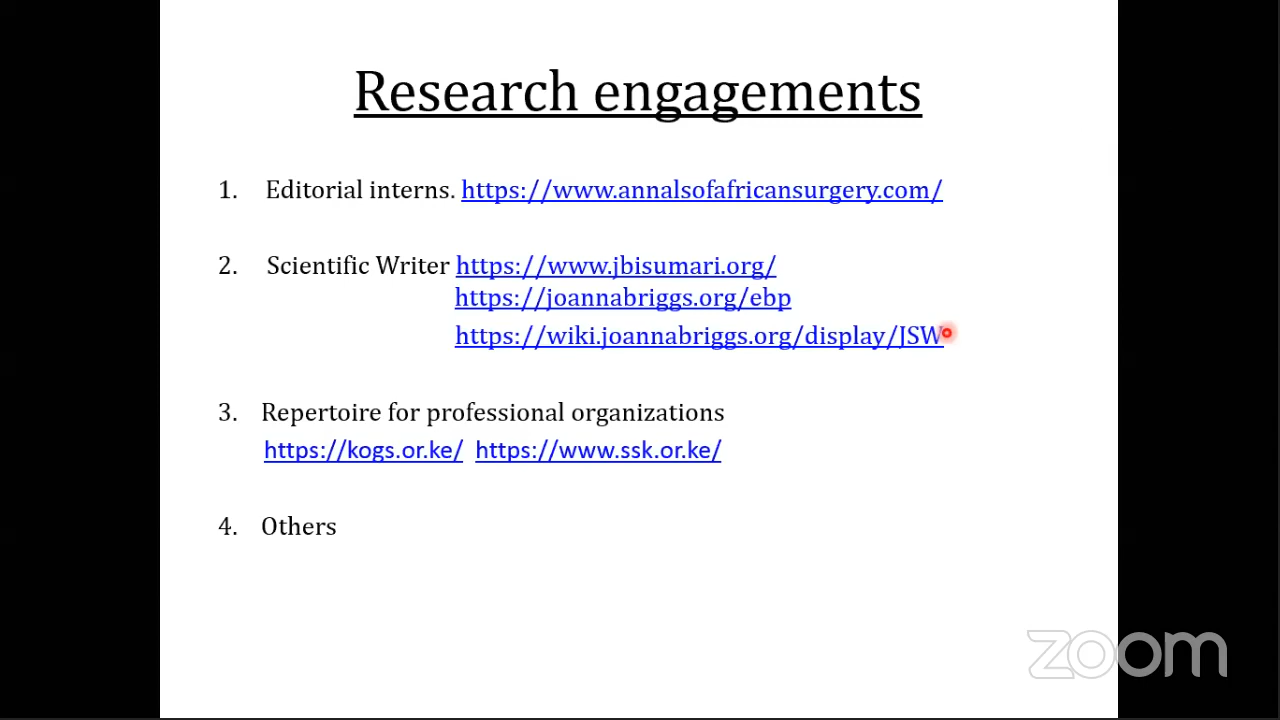 Research engagements
1. Editorial interns. https://www.annalsofafricansurgery.com/
2. Scientific Writer https://www.jbisumari.org/
https://joannabriggs.org/ebp
https://wiki.joannabriggs.org/display/JSW
3. Repertoire for professional organizations
https://kogs.or.ke/ https://www.ssk.or.ke/
4. Others
zoom